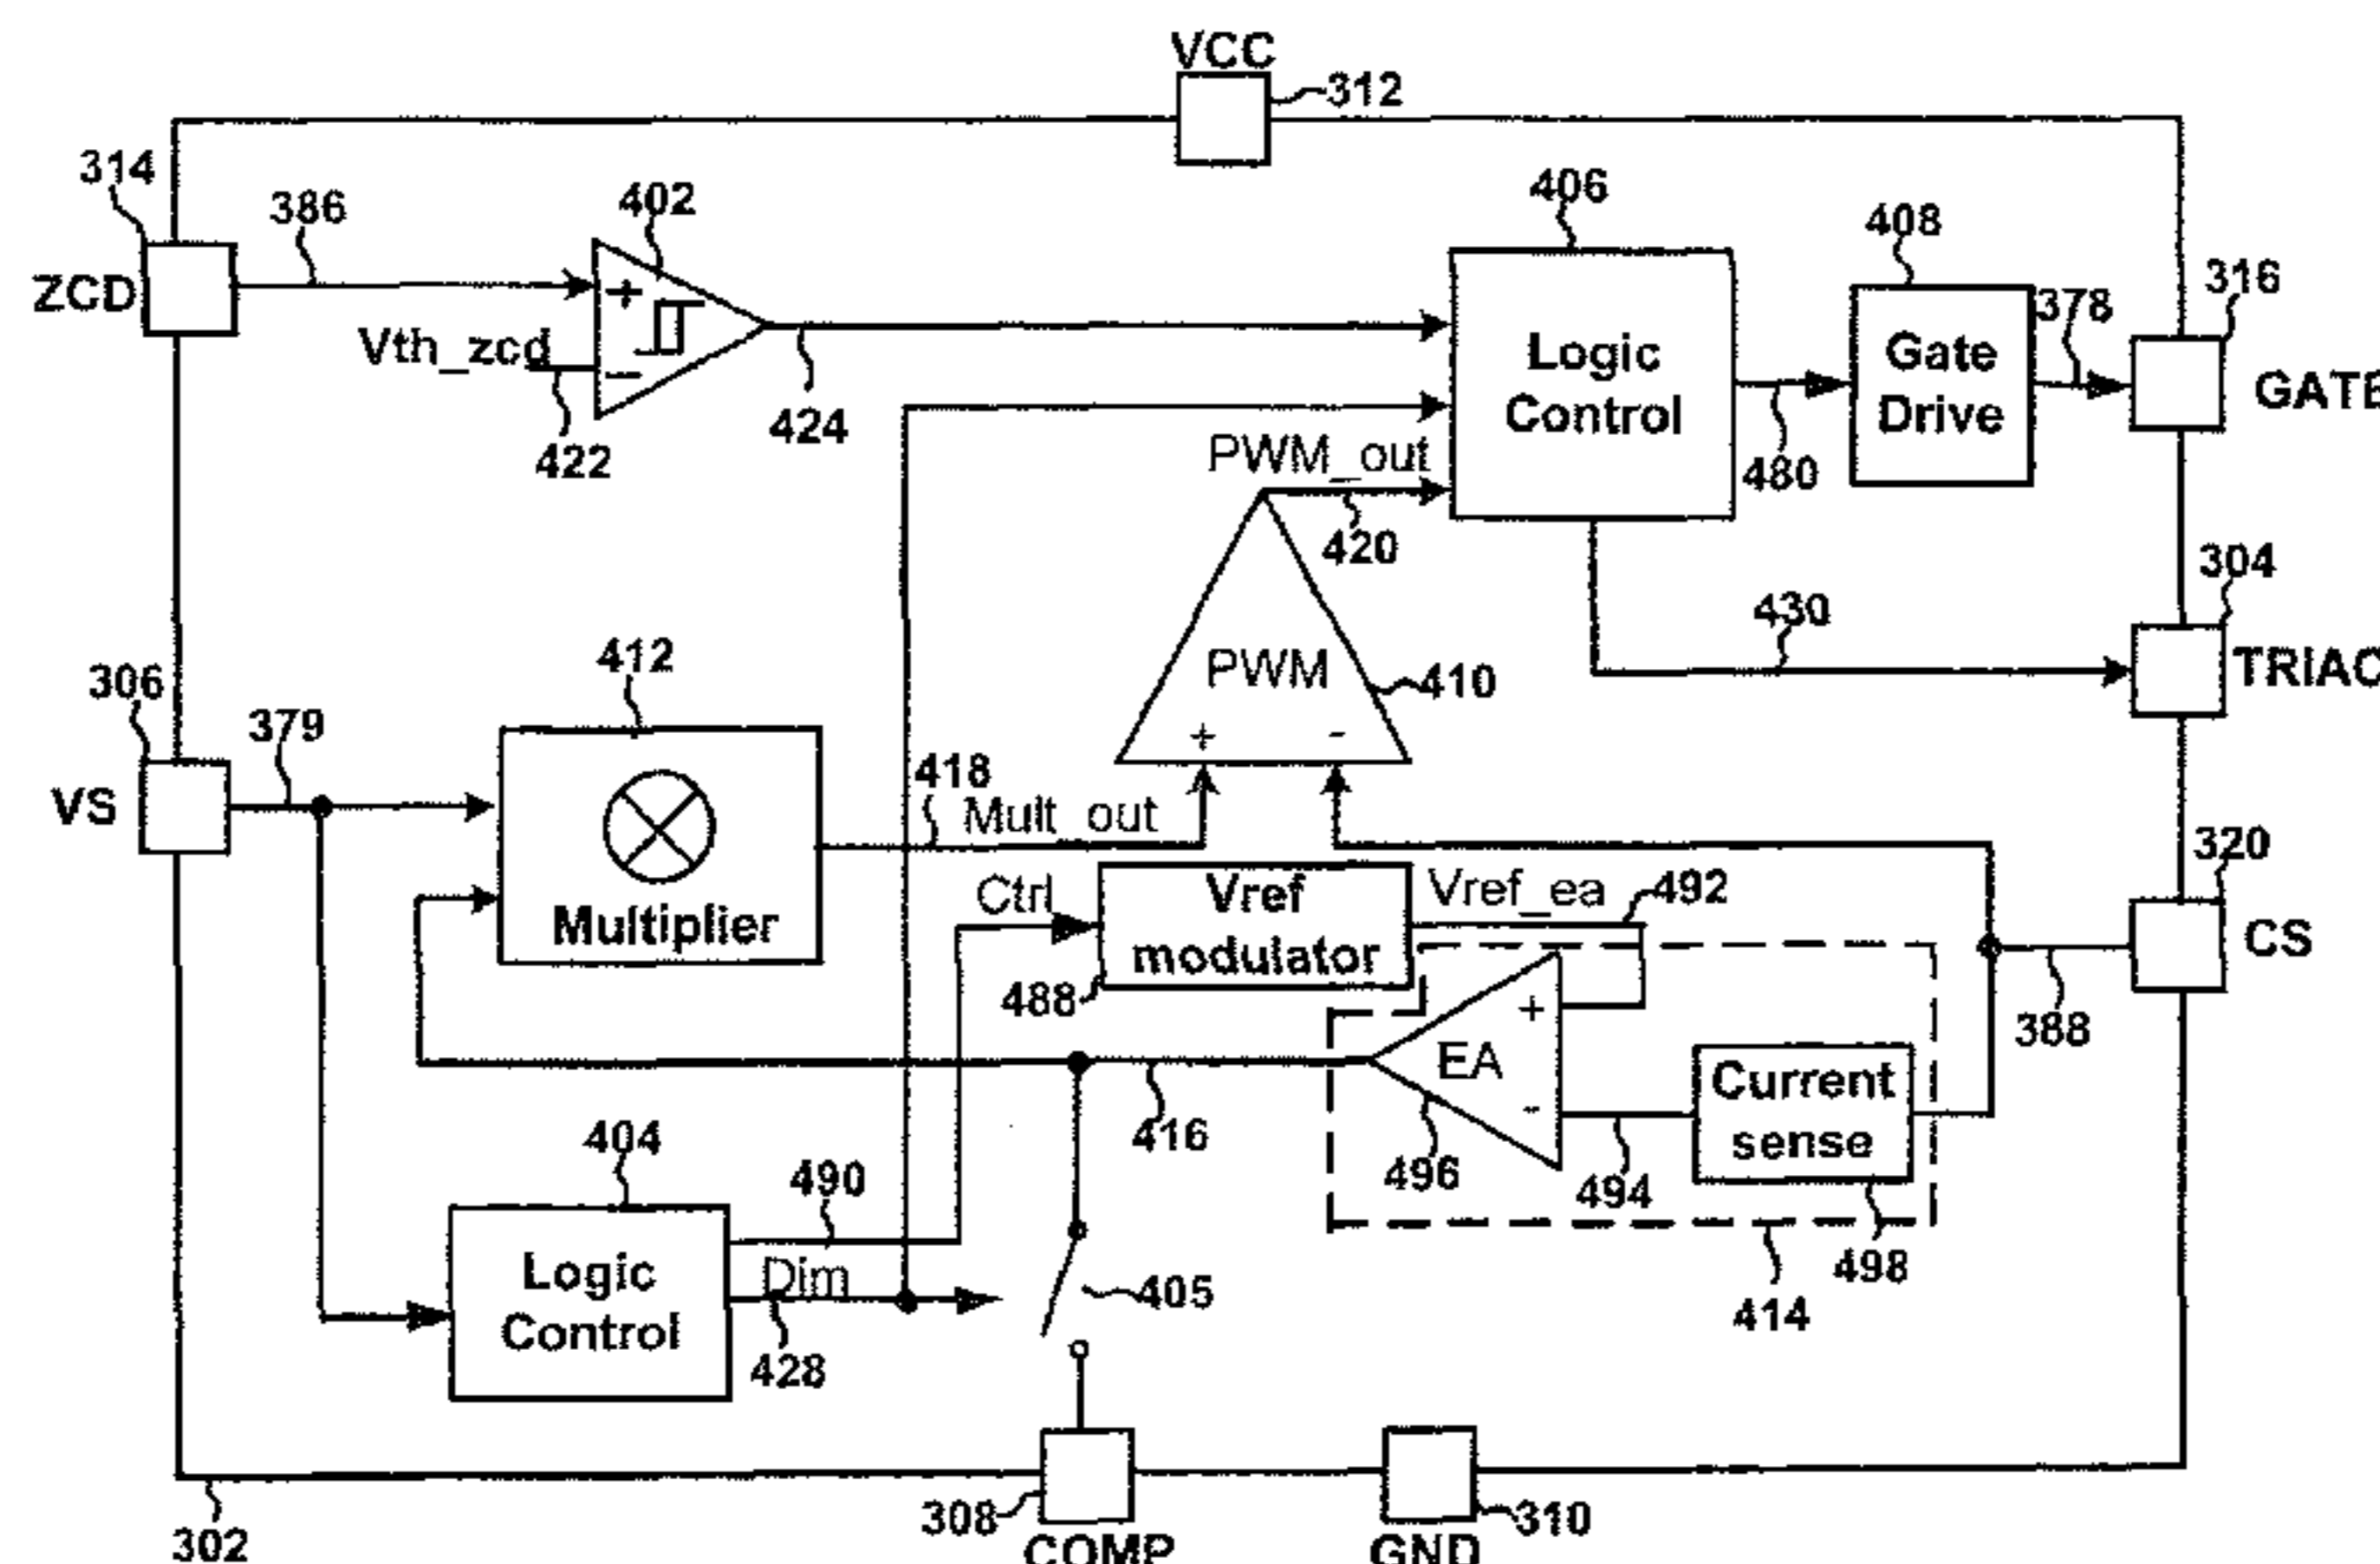 VCC
312
314
386
402
406
408
ZCD
Vth_zcd
+
−
422
424
Logic
Control
480
Gate
Drive
378
316
GATE
PWM_out
420
304
430
TRIAC
PWM
410
+ -
306
379
412
VS
Multiplier
418
Mult_out
320
CS
388
Ctrl
Vref
modulator
488
Vref_ea
492
+
EA
-
496
494
Current
sense
498
414
416
404
490
Logic
Control
Dim
428
405
302
308
COMP
GND
310